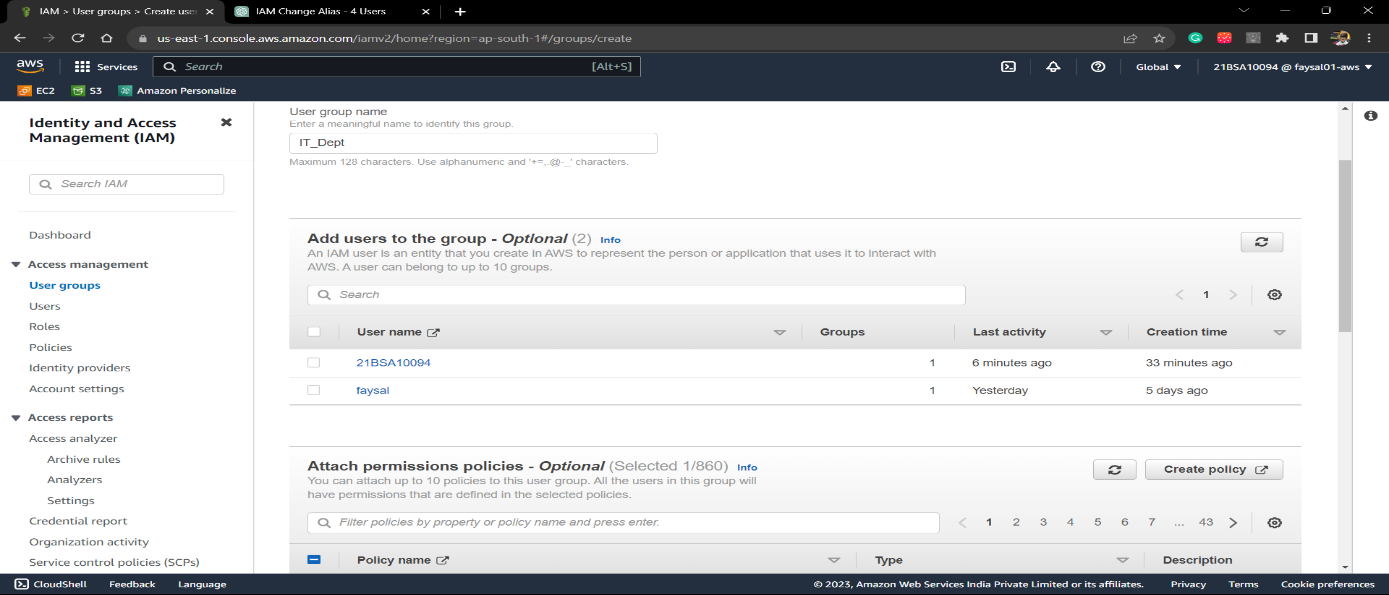 IAM > User groups > Create user
IAM Change Alias - 4 Users
us-east-1.console.aws.amazon.com/iamv2/home?region=ap-south-1#/groups/create
aws
Services
Search
[Alt+S]
Global
21BSA10094 @ faysal01-aws
EC2
S3
Amazon Personalize
Identity and Access
Management (IAM)
Search IAM
Dashboard
Access management
User groups
Users
Roles
Policies
Identity providers
Account settings
Access reports
Access analyzer
Archive rules
Analyzers
Settings
Credential report
Organization activity
Service control policies (SCPs)
User group name
Enter a meaningful name to identify this group.
IT_Dept
Maximum 128 characters. Use alphanumeric and '+=,.@-_' characters.
Add users to the group - Optional (2) Info
An IAM user is an entity that you create in AWS to represent the person or application that uses it to interact with
AWS. A user can belong to up to 10 groups.
Search
1
User name Groups Last activity Creation time
21BSA10094 1 6 minutes ago 33 minutes ago
faysal 1 Yesterday 5 days ago
Attach permissions policies - Optional (Selected 1/860) Info
You can attach up to 10 policies to this user group. All the users in this group will
have permissions that are defined in the selected policies.
Create policy
Filter policies by property or policy name and press enter.
1 2 3 4 5 6 7 ... 43
Policy name Type Description
CloudShell Feedback Language
© 2023, Amazon Web Services India Private Limited or its affiliates. Privacy Terms Cookie preferences